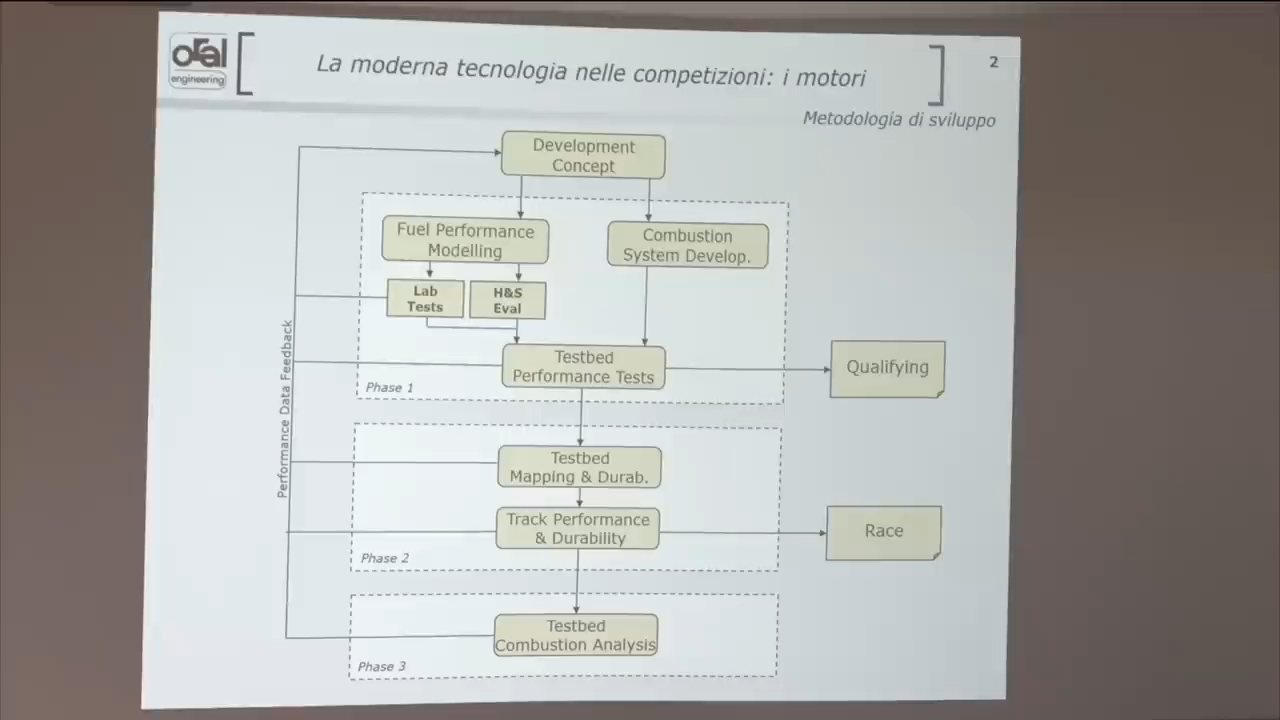 oral
engineering
La moderna tecnologia nelle competizioni: i motori
2
Metodologia di sviluppo
Development
Concept
Fuel Performance
Modelling
Combustion
System Develop.
Lab
Tests
H&S
Eval
Testbed
Performance Tests
Qualifying
Phase 1
Performance Data Feedback
Testbed
Mapping & Durab.
Track Performance
& Durability
Race
Phase 2
Testbed
Combustion Analysis
Phase 3